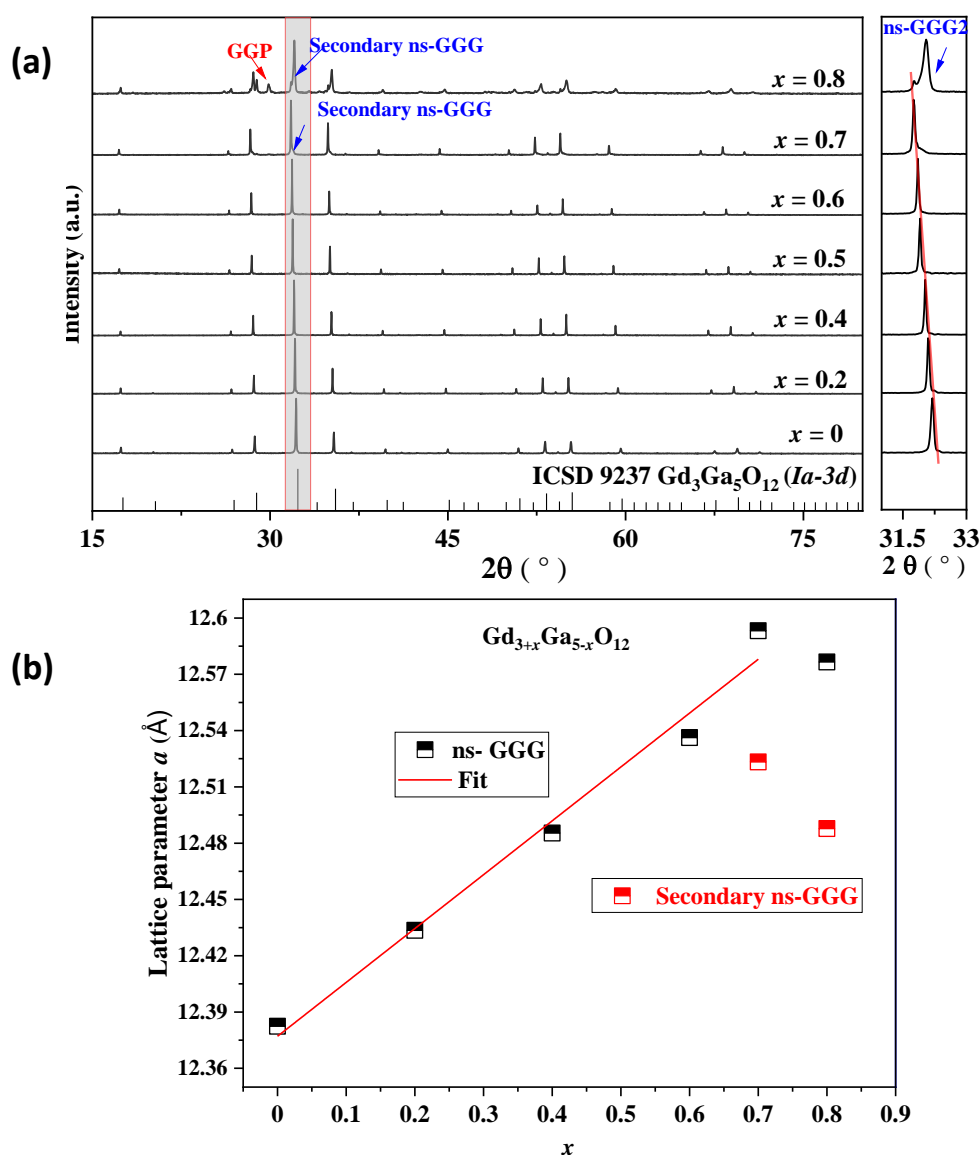 (a)
Intensity (a.u.)
GGP
Secondary ns-GGG
Secondary ns-GGG
x = 0.8
x = 0.7
x = 0.6
x = 0.5
x = 0.4
x = 0.2
x = 0
ICSD 9237 Gd3Ga5O12 (Ia-3d)
15 30 45 60 75
2θ ( ° )
ns-GGG2
31.5 33
2 θ ( ° )
(b)
Lattice parameter a (Å)
12.6
12.57
12.54
12.51
12.48
12.45
12.42
12.39
12.36
Gd3+xGa5-xO12
ns- GGG
Fit
Secondary ns-GGG
0 0.1 0.2 0.3 0.4 0.5 0.6 0.7 0.8 0.9
x